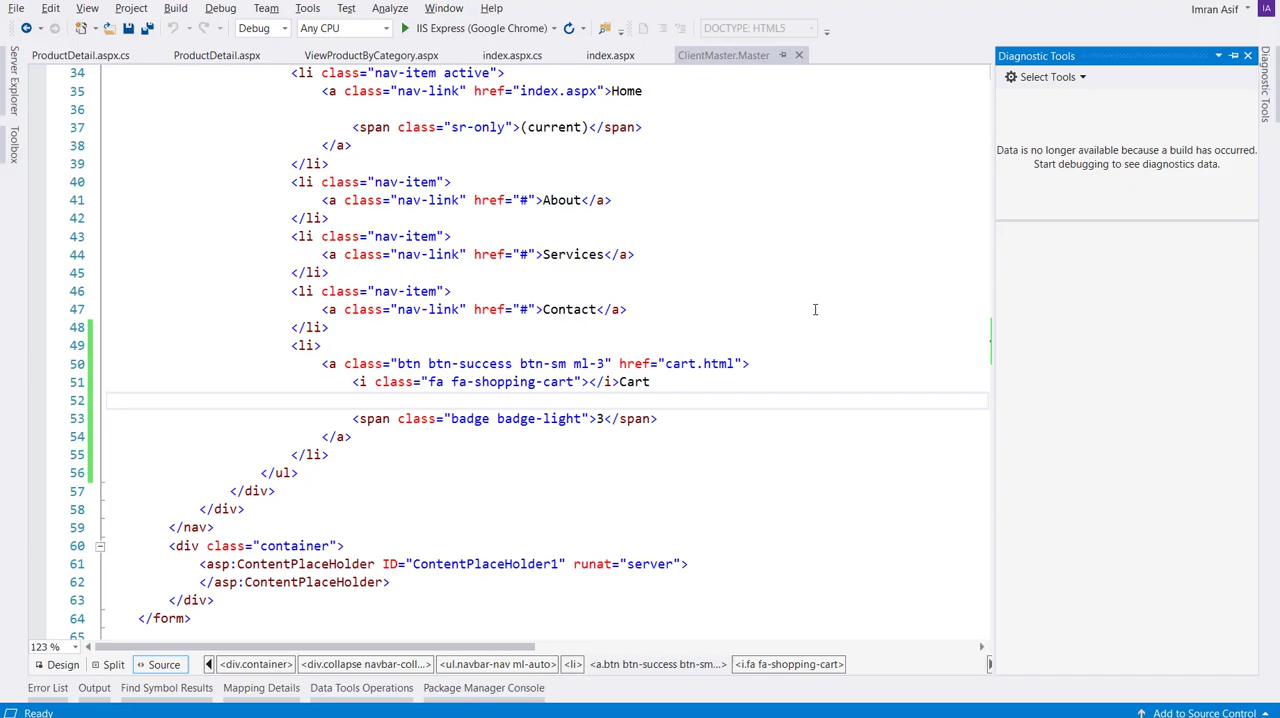 File Edit View Project Build Debug Team Tools Test Analyze Window Help Imran Asif IA
Debug Any CPU IIS Express (Google Chrome) DOCTYPE: HTML5
ProductDetail.aspx.cs ProductDetail.aspx ViewProductByCategory.aspx index.aspx.cs index.aspx ClientMaster.Master
Server Explorer
Toolbox
34 <li class="nav-item active">
35 <a class="nav-link" href="index.aspx">Home
36
37 <span class="sr-only">(current)</span>
38 </a>
39 </li>
40 <li class="nav-item">
41 <a class="nav-link" href="#">About</a>
42 </li>
43 <li class="nav-item">
44 <a class="nav-link" href="#">Services</a>
45 </li>
46 <li class="nav-item">
47 <a class="nav-link" href="#">Contact</a>
48 </li>
49 <li>
50 <a class="btn btn-success btn-sm ml-3" href="cart.html">
51 <i class="fa fa-shopping-cart"></i>Cart
52
53 <span class="badge badge-light">3</span>
54 </a>
55 </li>
56 </ul>
57 </div>
58 </div>
59 </nav>
60 <div class="container">
61 <asp:ContentPlaceHolder ID="ContentPlaceHolder1" runat="server">
62 </asp:ContentPlaceHolder>
63 </div>
64 </form>
65
Diagnostic Tools
Select Tools
Data is no longer available because a build has occurred.
Start debugging to see diagnostics data.
Diagnostic Tools
123 %
Design Split Source <div.container> <div.collapse navbar-coll...> <ul.navbar-nav ml-auto> <li> <a.btn btn-success btn-sm...> <i.fa fa-shopping-cart>
Error List Output Find Symbol Results Mapping Details Data Tools Operations Package Manager Console
Ready Add to Source Control